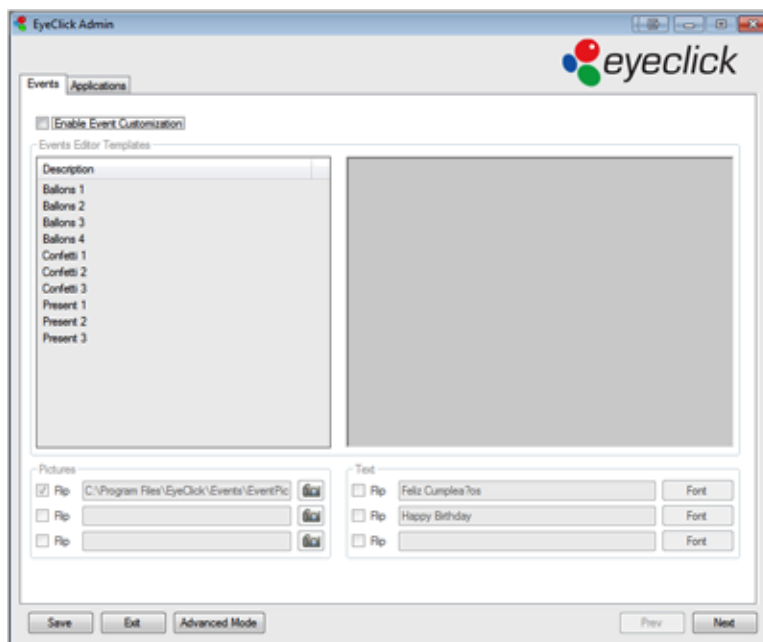 EyeClick Admin
eyeclick
Events Applications
Enable Event Customization
Events Editor Templates
Description
Ballons 1
Ballons 2
Ballons 3
Ballons 4
Confetti 1
Confetti 2
Confetti 3
Present 1
Present 2
Present 3
Pictures
Flip C:\Program Files\EyeClick\Events\EventPic
Flip
Flip
Text
Flip Feliz Cumplea?os Font
Flip Happy Birthday Font
Flip Font
Save Exit Advanced Mode Prev Next